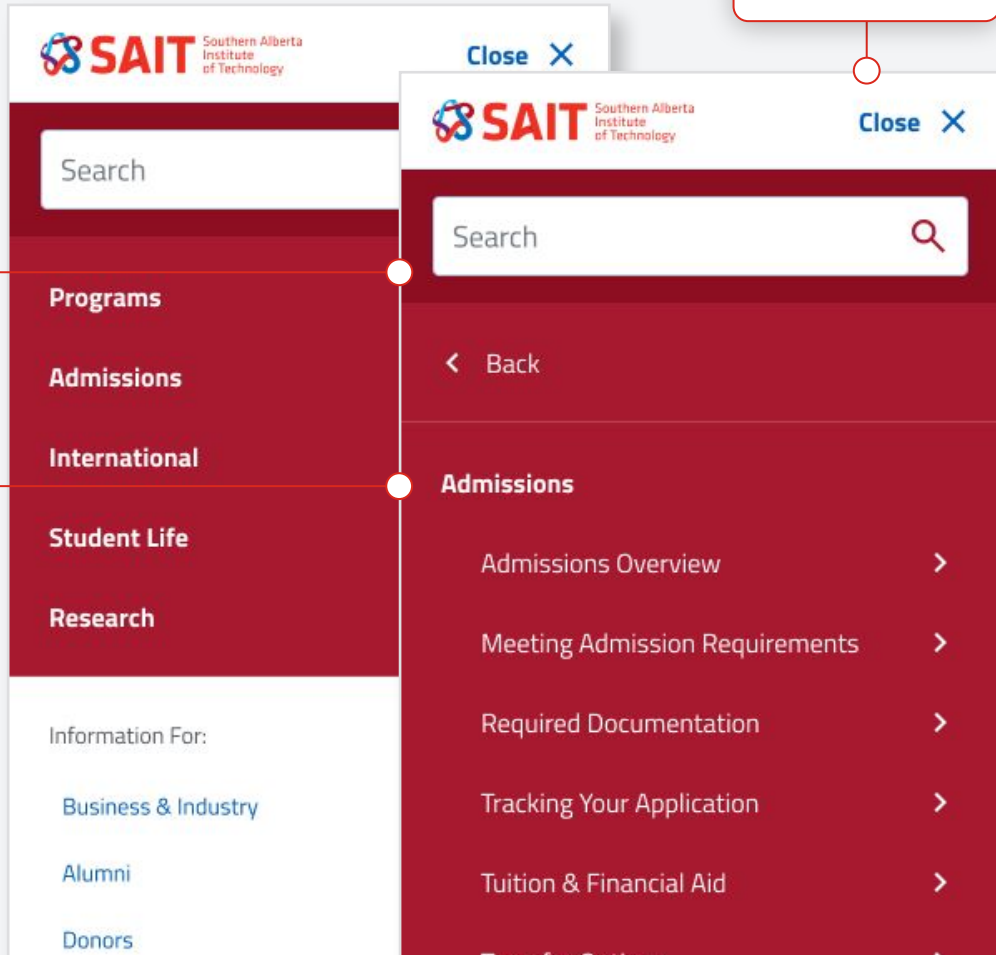 SAIT
Southern Alberta
Institute
of Technology
Close
Search
Programs
Admissions
International
Student Life
Research
Information For:
Business & Industry
Alumni
Donors
SAIT
Southern Alberta
Institute
of Technology
Close
Search
Back
Admissions
Admissions Overview
Meeting Admission Requirements
Required Documentation
Tracking Your Application
Tuition & Financial Aid